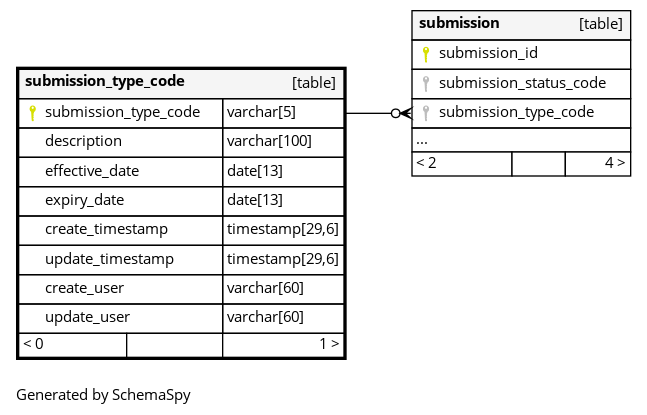 submission [table]
submission_id
submission_status_code
submission_type_code
...
< 2 4 >
submission_type_code [table]
submission_type_code varchar[5]
description varchar[100]
effective_date date[13]
expiry_date date[13]
create_timestamp timestamp[29,6]
update_timestamp timestamp[29,6]
create_user varchar[60]
update_user varchar[60]
< 0 1 >
Generated by SchemaSpy